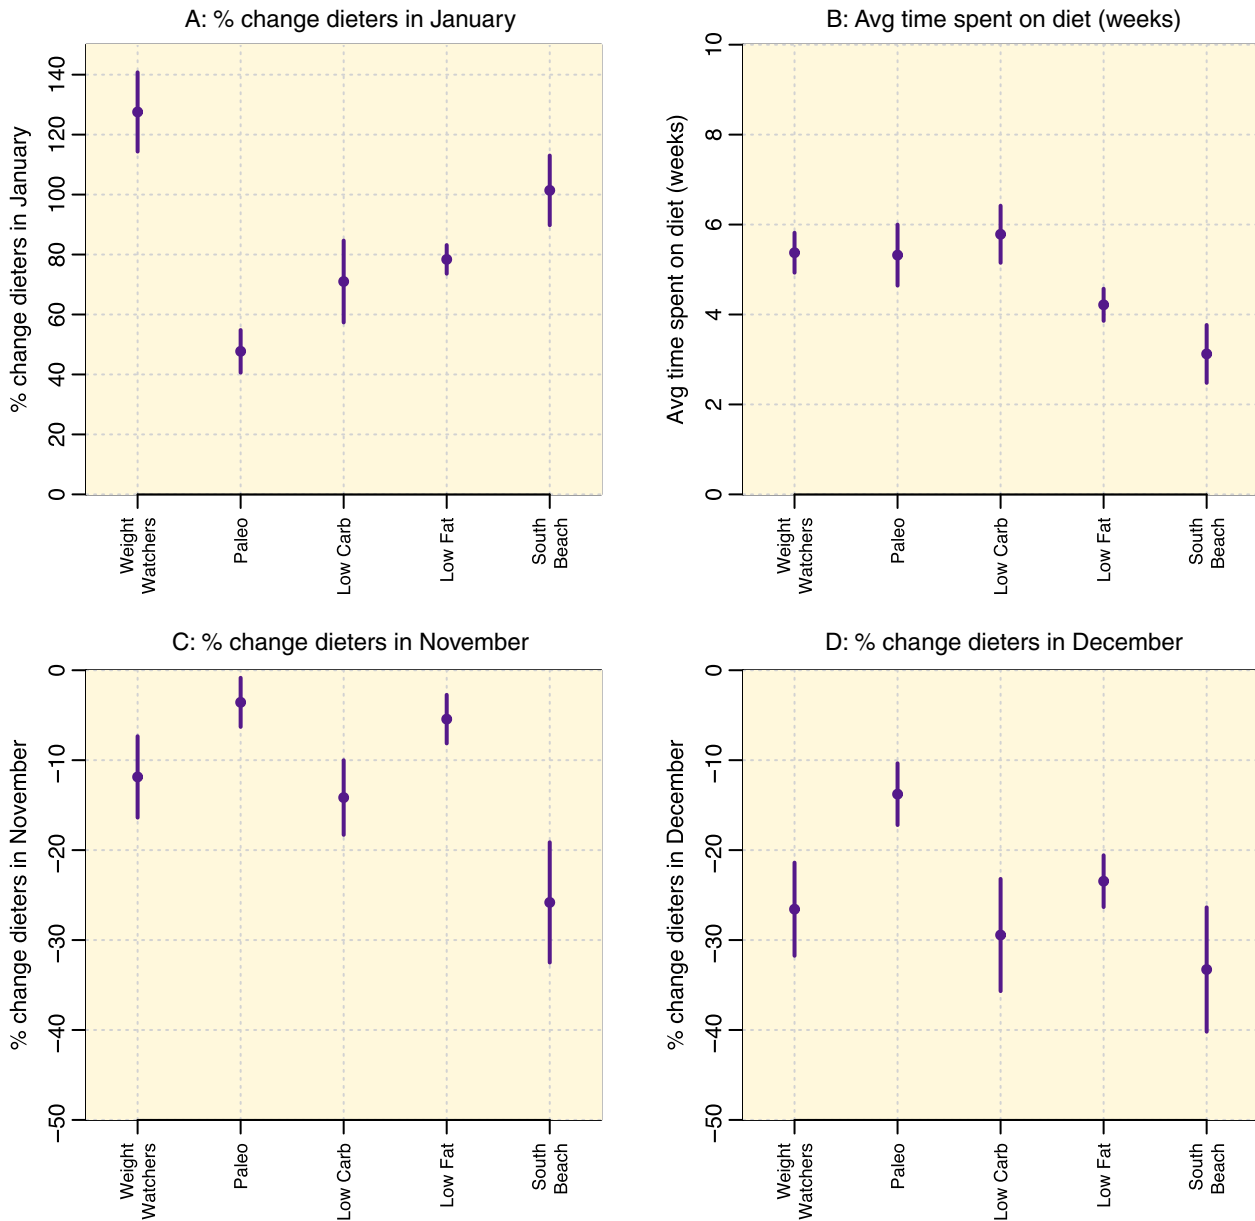 A: % change dieters in January
% change dieters in January
140
120
100
80
60
40
20
0
Weight
Watchers
Paleo
Low Carb
Low Fat
South
Beach
B: Avg time spent on diet (weeks)
Avg time spent on diet (weeks)
10
8
6
4
2
0
Weight
Watchers
Paleo
Low Carb
Low Fat
South
Beach
C: % change dieters in November
% change dieters in November
0
−10
−20
−30
−40
−50
Weight
Watchers
Paleo
Low Carb
Low Fat
South
Beach
D: % change dieters in December
% change dieters in December
0
−10
−20
−30
−40
−50
Weight
Watchers
Paleo
Low Carb
Low Fat
South
Beach